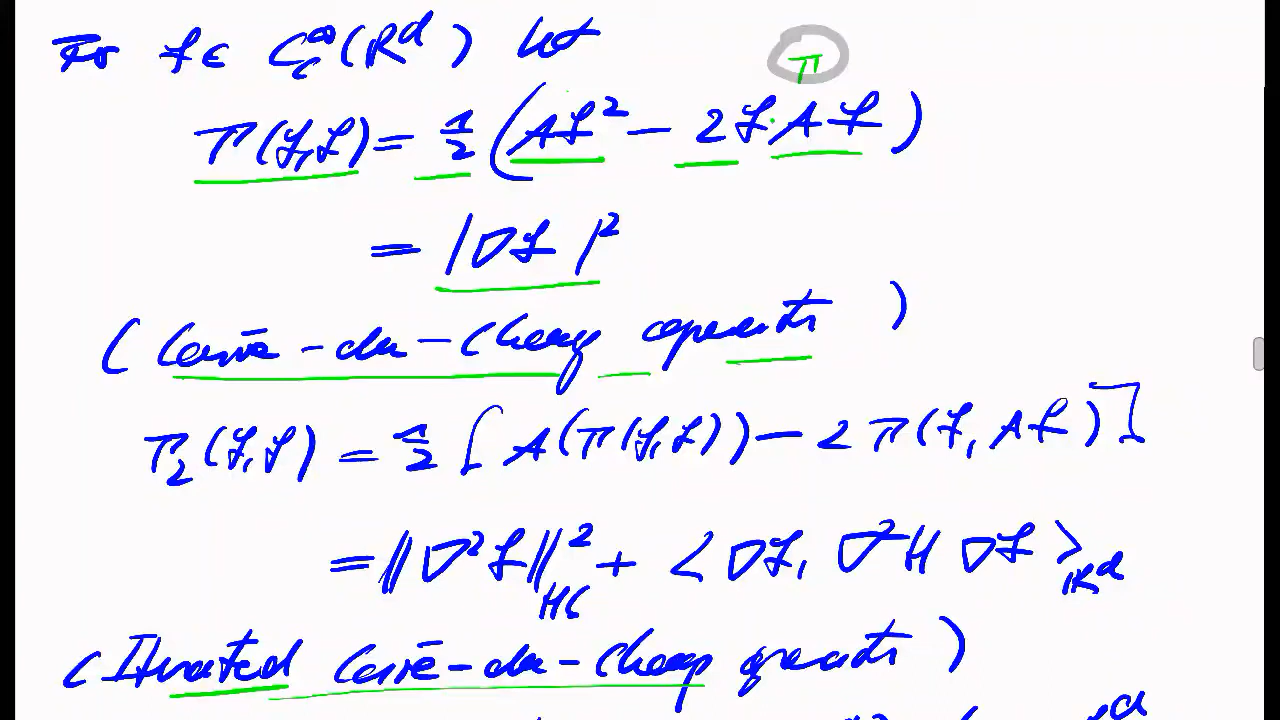 For f ∈ C_c^∞(R^d) let
π
Γ(f,f) = 1/2 (Af² − 2f·Af)
= |∇f|²
(Carré-du-Champ operator)
Γ₂(f,f) = 1/2 [A(Γ(f,f)) − 2Γ(f, Af)]
= ‖∇²f‖²_HS + <∇f, ∇²H ∇f>_R^d
(Iterated Carré-du-Champ operator)